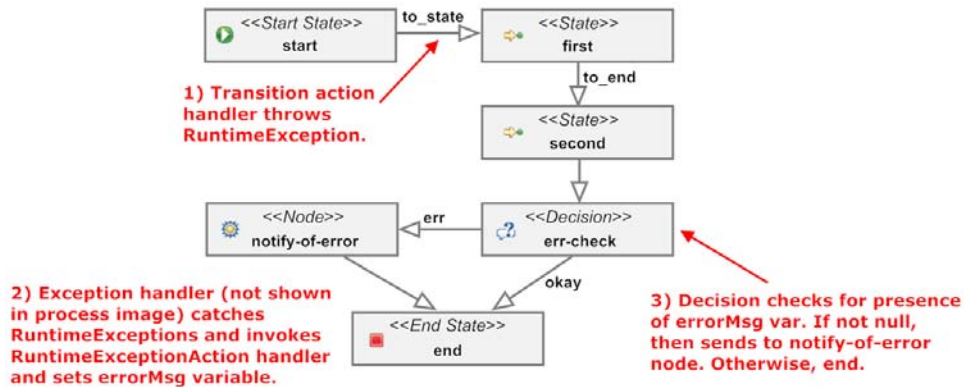 <<Start State>>
start
to_state
<<State>>
first
1) Transition action
handler throws
RuntimeException.
to_end
<<State>>
second
<<Node>>
notify-of-error
err
<<Decision>>
err-check
okay
2) Exception handler (not shown
in process image) catches
RuntimeExceptions and invokes
RuntimeExceptionAction handler
and sets errorMsg variable.
<<End State>>
end
3) Decision checks for presence
of errorMsg var. If not null,
then sends to notify-of-error
node. Otherwise, end.